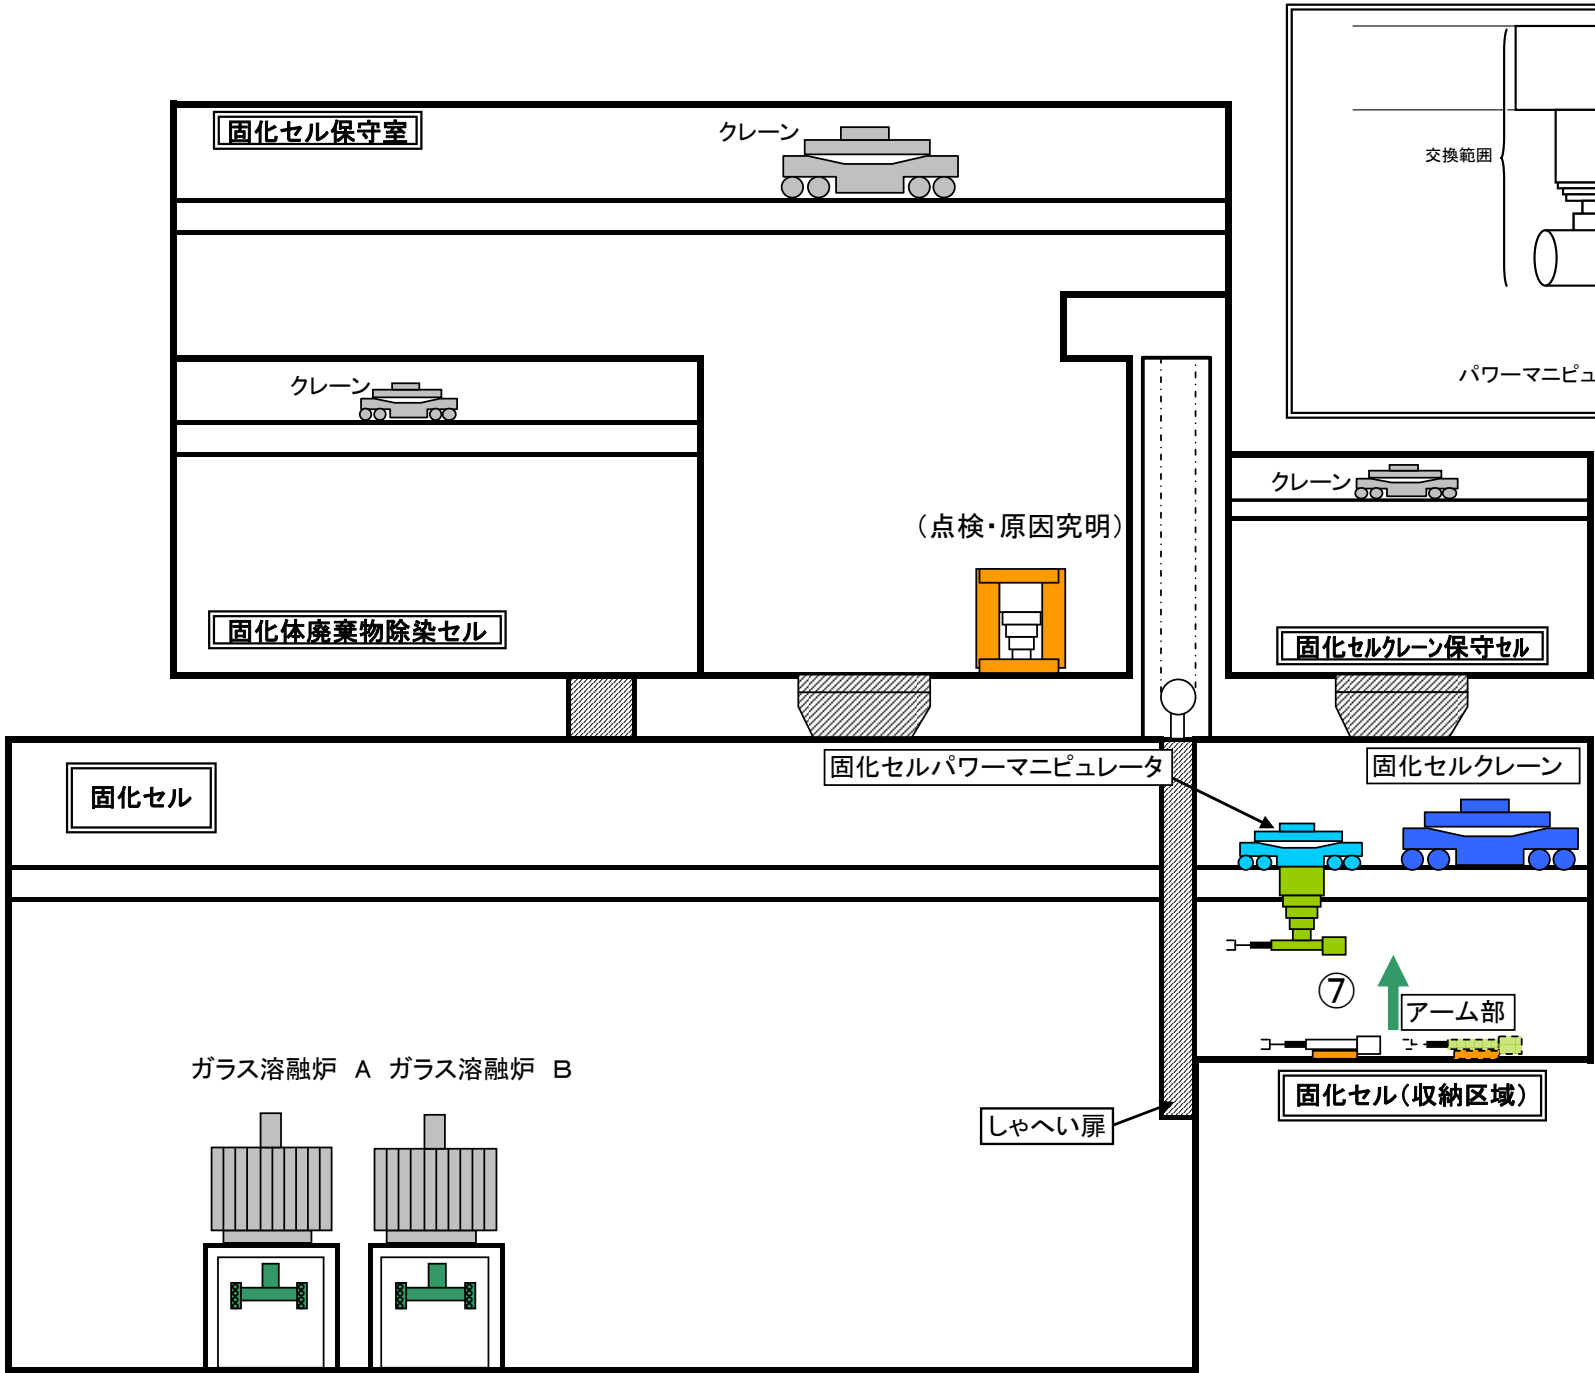 固化セル保守室
クレーン
交換範囲
パワーマニピュ
クレーン
クレーン
（点検・原因究明）
固化体廃棄物除染セル
固化セルクレーン保守セル
固化セルパワーマニピュレータ
固化セルクレーン
固化セル
⑦
アーム部
ガラス溶融炉 A ガラス溶融炉 B
固化セル（収納区域）
しゃへい扉